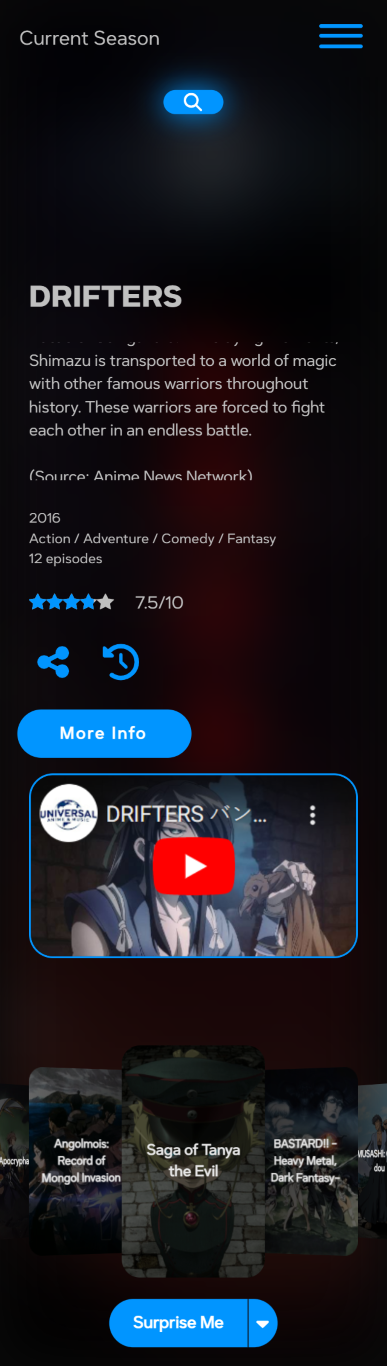 Current Season
DRIFTERS
Shimazu is transported to a world of magic
with other famous warriors throughout
history. These warriors are forced to fight
each other in an endless battle.
(Source: Anime News Network)
2016
Action / Adventure / Comedy / Fantasy
12 episodes
7.5/10
More Info
UNIVERSAL
ANIME & MUSIC
DRIFTERS バン...
Apocrypha
Angolmois:
Record of
Mongol Invasion
Saga of Tanya
the Evil
BASTARD!! -
Heavy Metal,
Dark Fantasy-
MUSASHI:
dou
Surprise Me